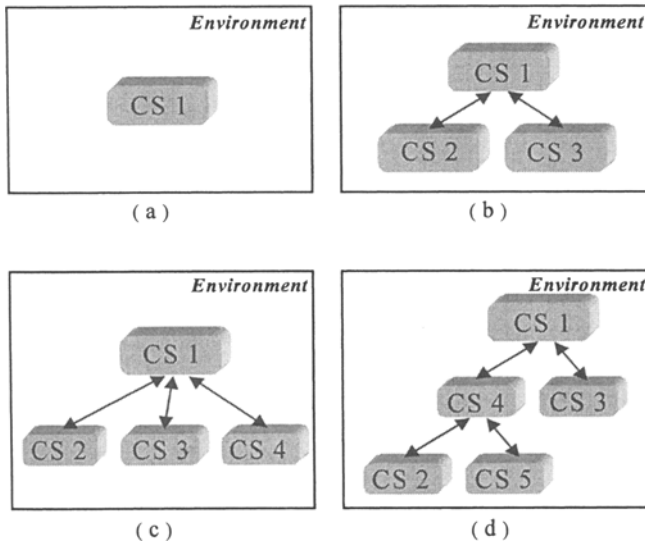 Environment
CS 1
( a )
Environment
CS 1
CS 2
CS 3
( b )
Environment
CS 1
CS 2
CS 3
CS 4
( c )
Environment
CS 1
CS 4
CS 3
CS 2
CS 5
( d )